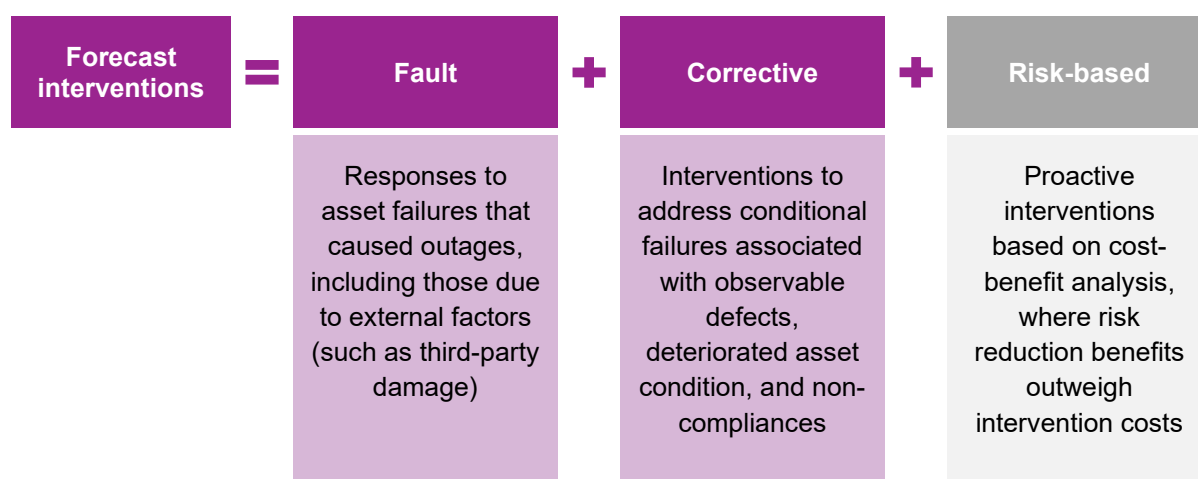 Forecast
interventions
=
Fault
+
Corrective
+
Risk-based
Responses to
asset failures that
caused outages,
including those due
to external factors
(such as third-party
damage)
Interventions to
address conditional
failures associated
with observable
defects,
deteriorated asset
condition, and non-
compliances
Proactive
interventions
based on cost-
benefit analysis,
where risk
reduction benefits
outweigh
intervention costs